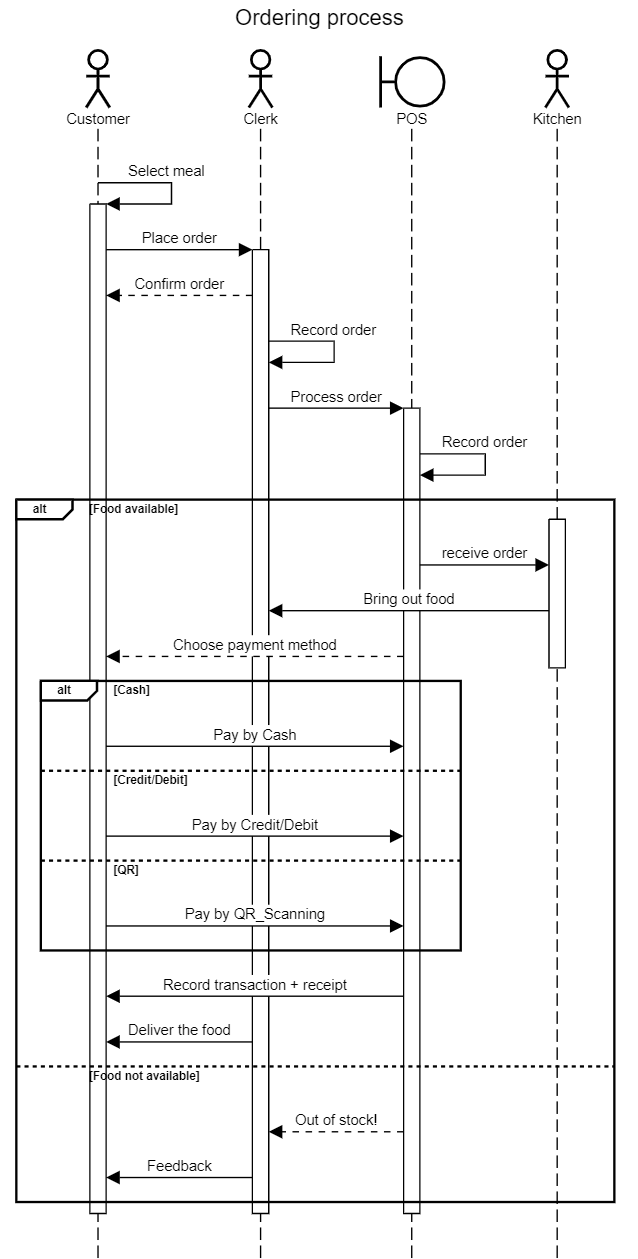 Ordering process
Customer
Clerk
POS
Kitchen
Select meal
Place order
Confirm order
Record order
Process order
Record order
alt
[Food available]
receive order
Bring out food
Choose payment method
alt
[Cash]
Pay by Cash
[Credit/Debit]
Pay by Credit/Debit
[QR]
Pay by QR_Scanning
Record transaction + receipt
Deliver the food
[Food not available]
Out of stock!
Feedback